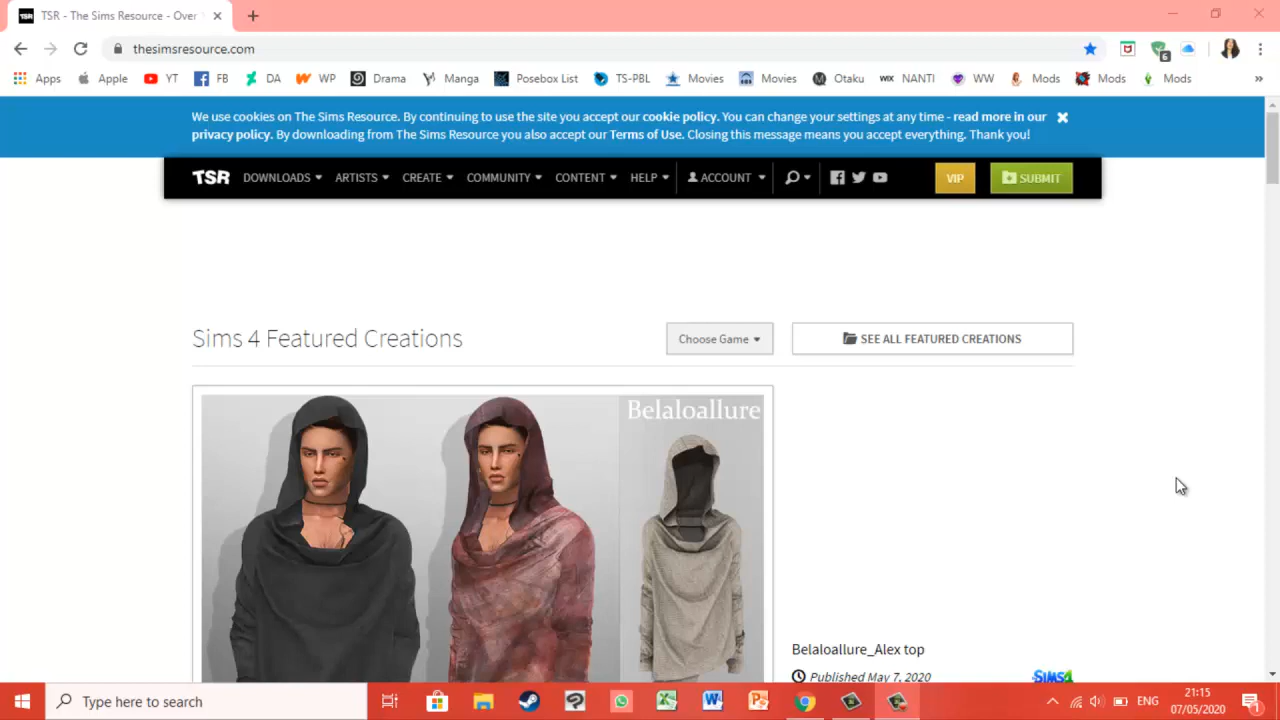 TSR
TSR - The Sims Resource - Over
thesimsresource.com
6
Apps Apple YT FB DA WP Drama Manga Posebox List TS-PBL Movies Movies Otaku WIX NANTI WW Mods Mods Mods »
We use cookies on The Sims Resource. By continuing to use the site you accept our cookie policy. You can change your settings at any time - read more in our
privacy policy. By downloading from The Sims Resource you also accept our Terms of Use. Closing this message means you accept everything. Thank you!
TSR DOWNLOADS ARTISTS CREATE COMMUNITY CONTENT HELP ACCOUNT VIP SUBMIT
Sims 4 Featured Creations Choose Game SEE ALL FEATURED CREATIONS
Belaloallure
Belaloallure_Alex top
Published May 7, 2020 SIMS4
Type here to search
ENG
21:15
07/05/2020
1